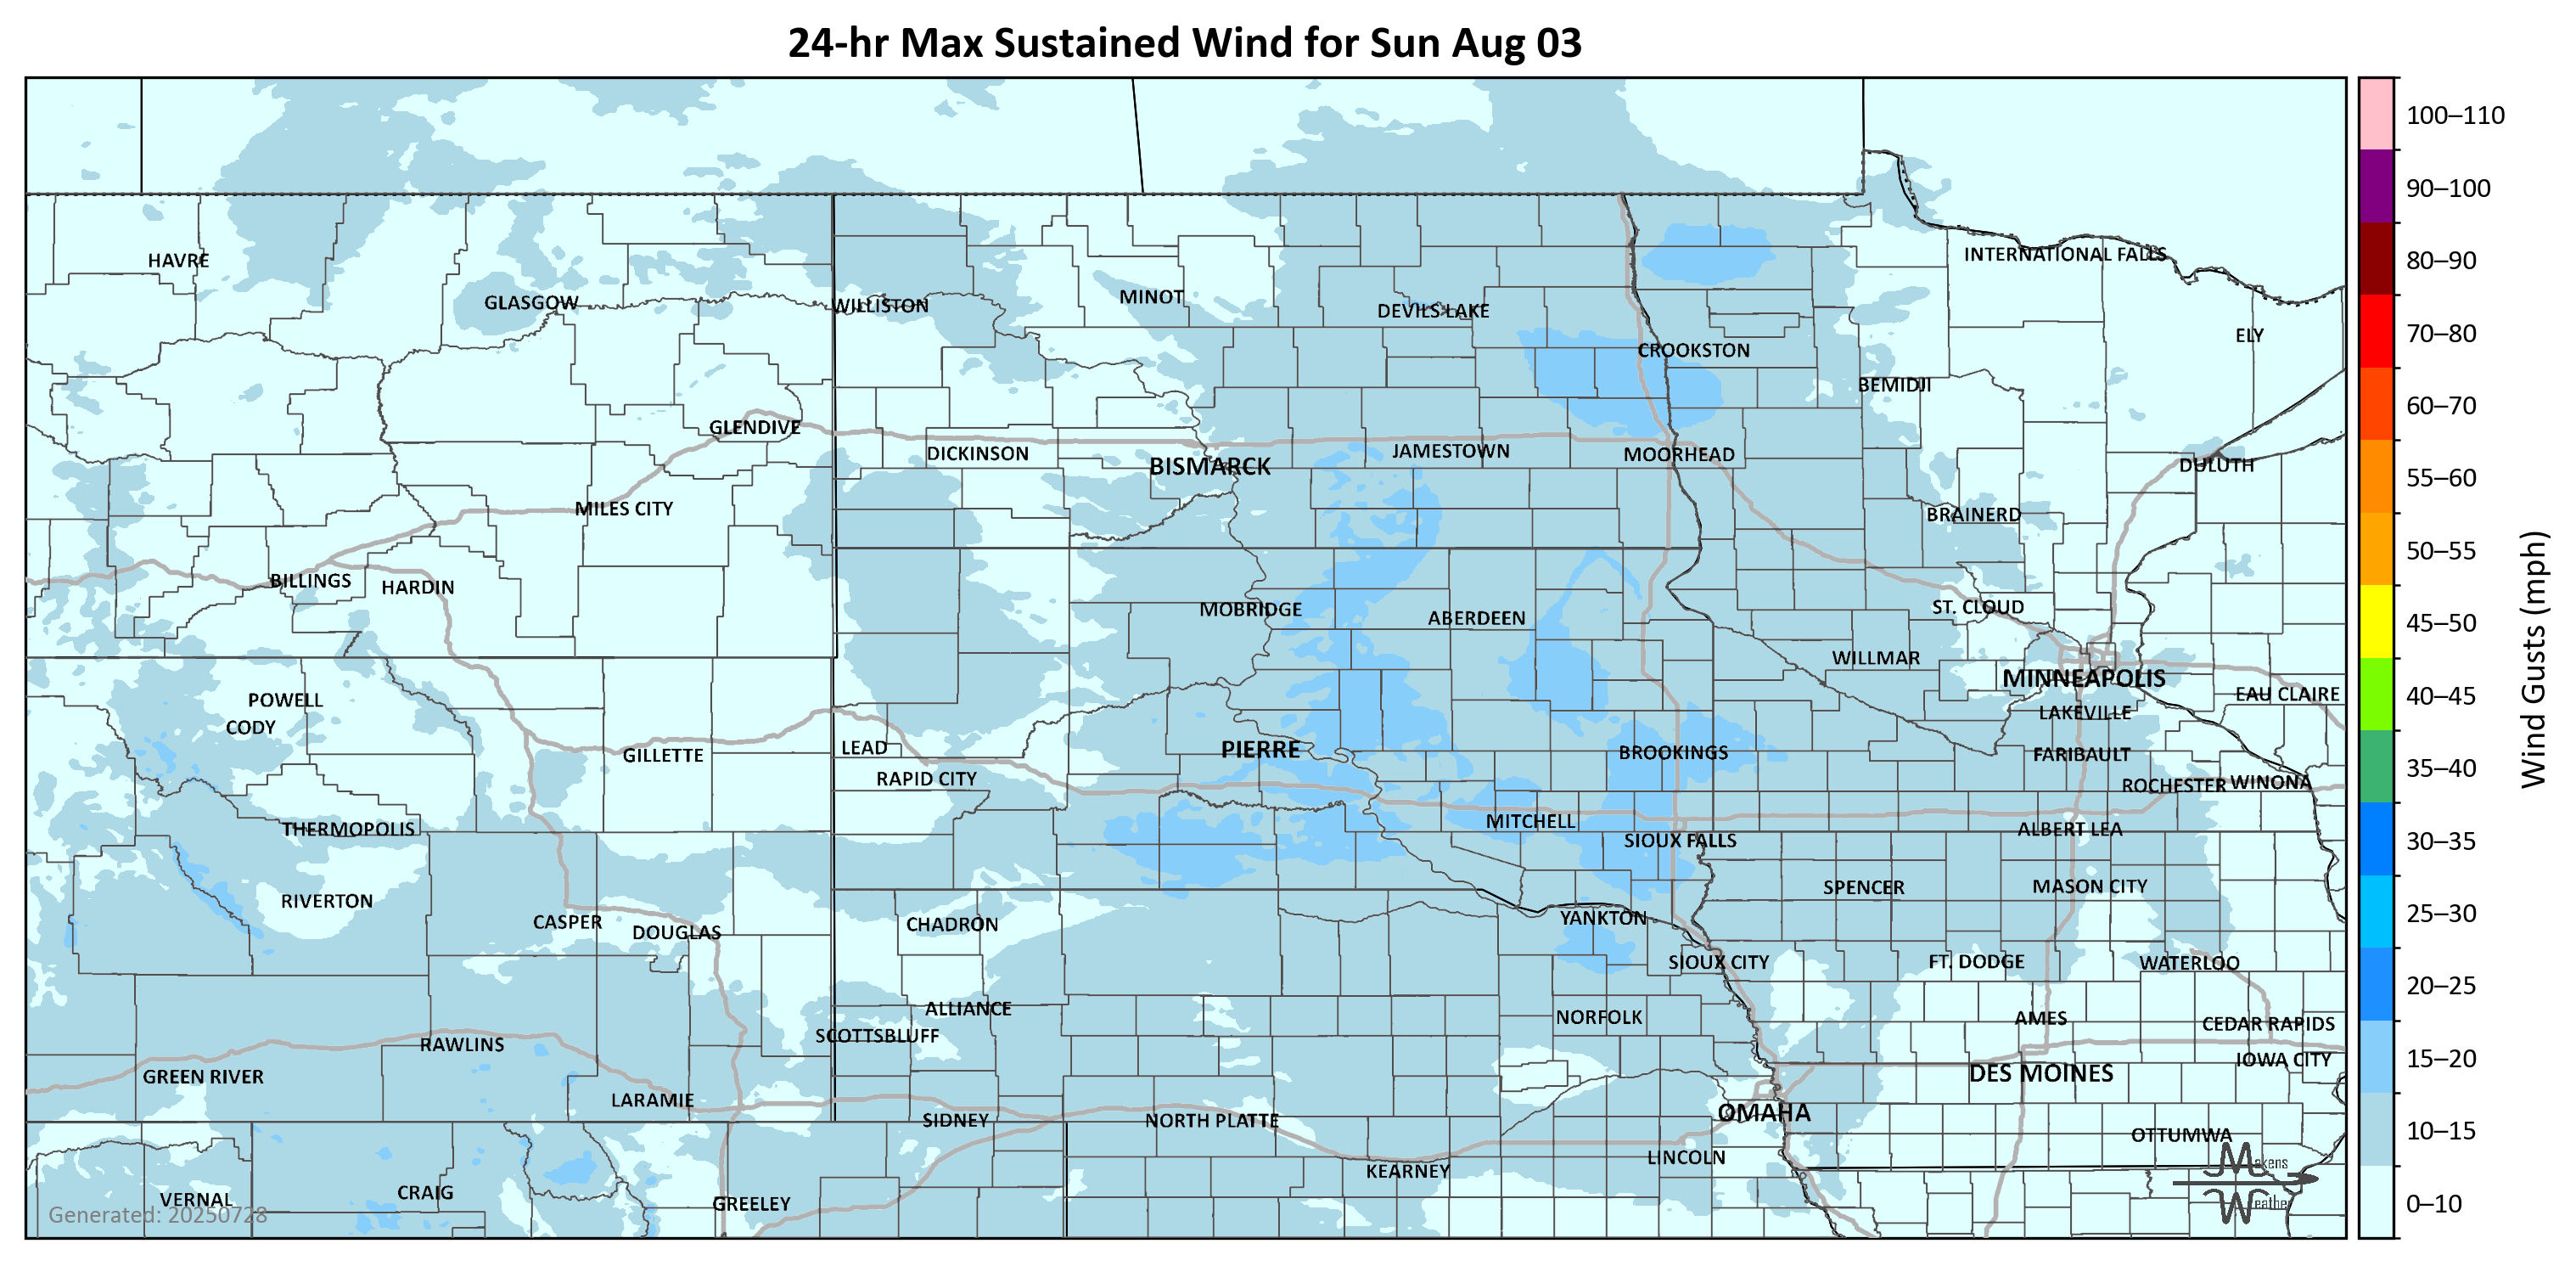 24-hr Max Sustained Wind for Sun Aug 03
100–110
90–100
80–90
70–80
60–70
55–60
50–55
45–50
40–45
35–40
30–35
25–30
20–25
15–20
10–15
0–10
Wind Gusts (mph)
HAVRE
GLASGOW
WILLISTON
MINOT
DEVILS LAKE
INTERNATIONAL FALLS
ELY
CROOKSTON
BEMIDJI
GLENDIVE
DICKINSON
BISMARCK
JAMESTOWN
MOORHEAD
DULUTH
MILES CITY
BRAINERD
BILLINGS
HARDIN
MOBRIDGE
ABERDEEN
ST. CLOUD
WILLMAR
MINNEAPOLIS
EAU CLAIRE
POWELL
CODY
LAKEVILLE
GILLETTE
LEAD
PIERRE
BROOKINGS
FARIBAULT
RAPID CITY
ROCHESTER
WINONA
THERMOPOLIS
MITCHELL
SIOUX FALLS
ALBERT LEA
RIVERTON
SPENCER
MASON CITY
CASPER
DOUGLAS
CHADRON
YANKTON
SIOUX CITY
FT. DODGE
WATERLOO
ALLIANCE
NORFOLK
AMES
CEDAR RAPIDS
SCOTTSBLUFF
RAWLINS
IOWA CITY
GREEN RIVER
DES MOINES
LARAMIE
SIDNEY
NORTH PLATTE
OMAHA
OTTUMWA
LINCOLN
KEARNEY
VERNAL
CRAIG
GREELEY
Generated: 20250728
Makens
Weather